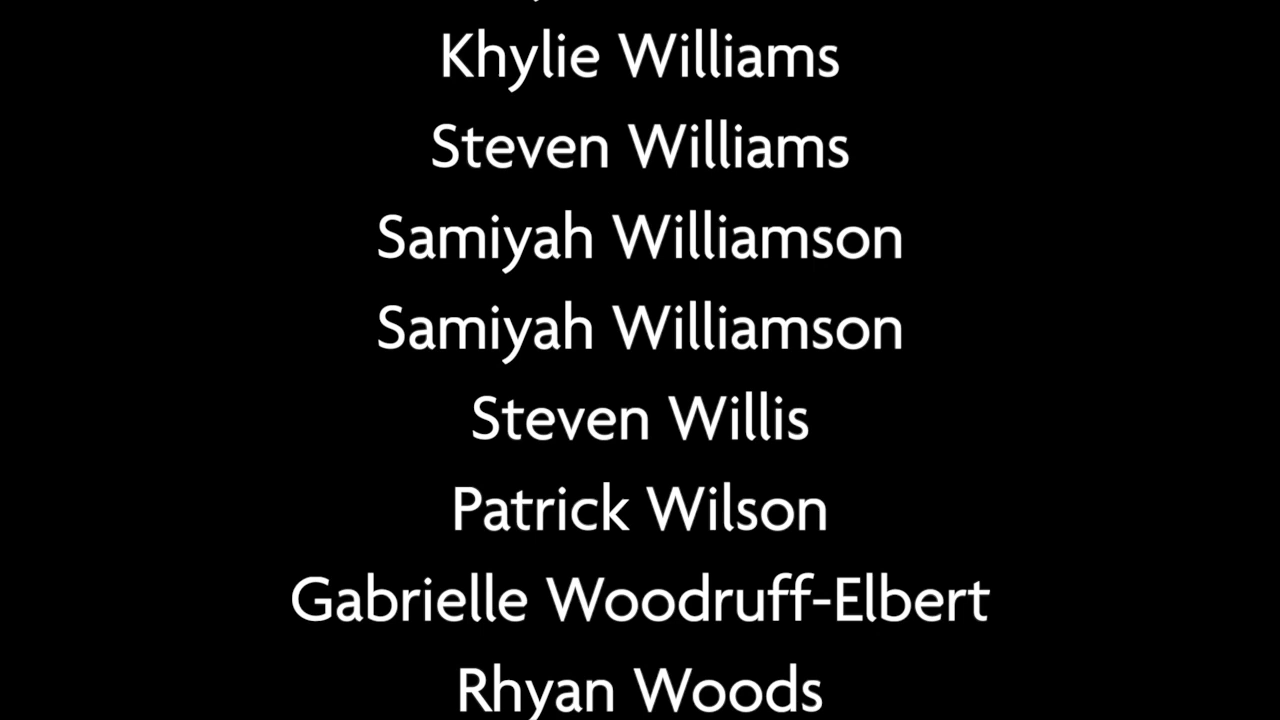 Khylie Williams
Steven Williams
Samiyah Williamson
Samiyah Williamson
Steven Willis
Patrick Wilson
Gabrielle Woodruff-Elbert
Rhyan Woods